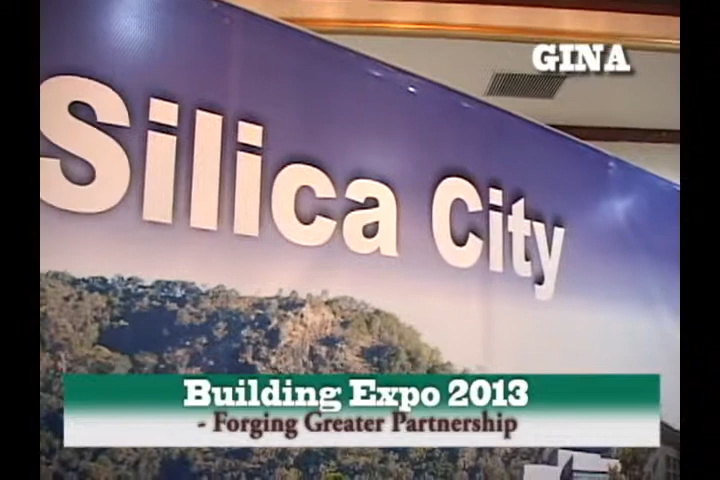 GINA
Silica City
Building Expo 2013
- Forging Greater Partnership